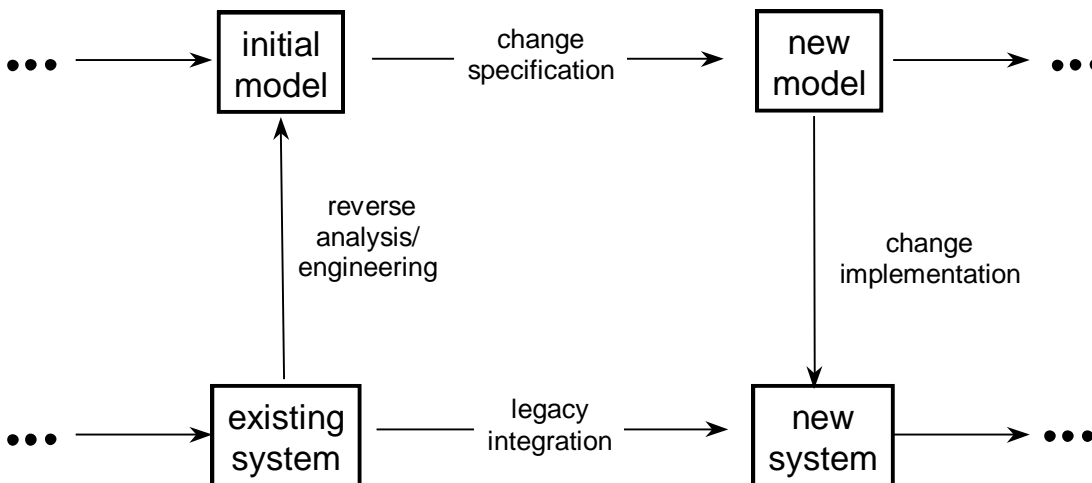 initial
model
change
specification
new
model
reverse
analysis/
engineering
change
implementation
existing
system
legacy
integration
new
system